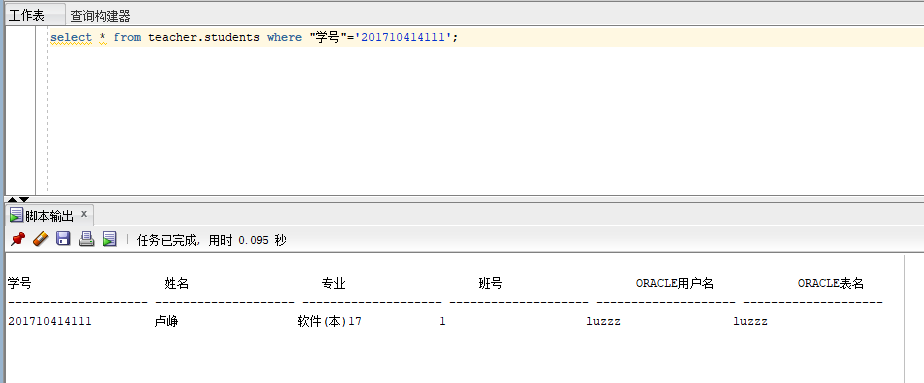 工作表 查询构建器
select * from teacher.students where "学号"='201710414111';
脚本输出 x
任务已完成, 用时 0.095 秒
学号 姓名 专业 班号 ORACLE用户名 ORACLE表名
-------------------- -------------------- -------------------- -------------------- -------------------- --------------------
201710414111 卢峥 软件(本)17 1 luzzz luzzz